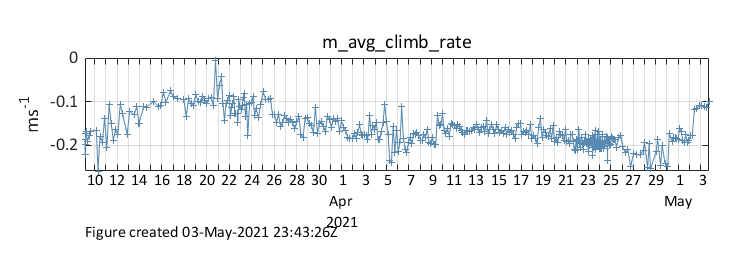 m_avg_climb_rate
0
-0.1
-0.2
ms-1
10 12 14 16 18 20 22 24 26 28 30 1 3 5 7 9 11 13 15 17 19 21 23 25 27 29 1 3
Apr May
2021
Figure created 03-May-2021 23:43:26Z